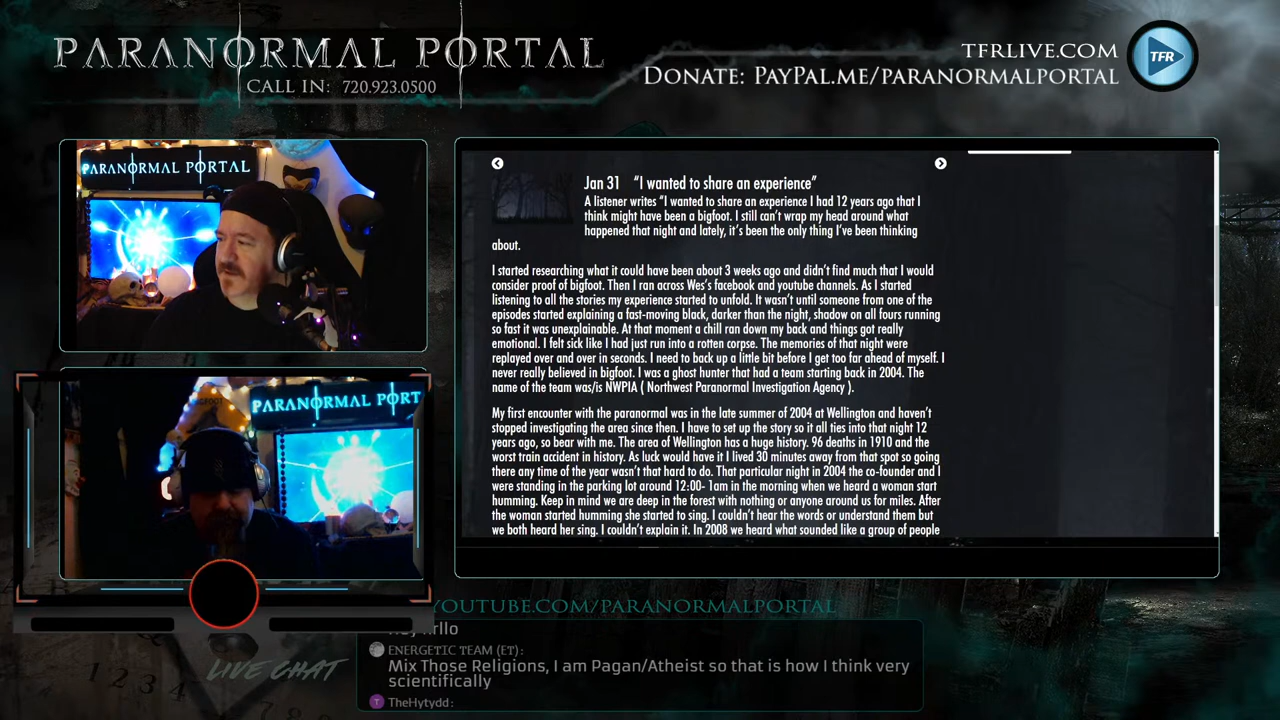 PARANORMAL PORTAL
CALL IN: 720.923.0500
TFRLIVE.COM
DONATE: PAYPAL.ME/PARANORMALPORTAL
TFR
PARANORMAL PORTAL
PARANORMAL PORT
Jan 31 “I wanted to share an experience”
A listener writes “I wanted to share an experience I had 12 years ago that I
think might have been a bigfoot. I still can’t wrap my head around what
happened that night and lately, it’s been the only thing I’ve been thinking
about.
I started researching what it could have been about 3 weeks ago and didn’t find much that I would
consider proof of bigfoot. Then I ran across Wes’s facebook and youtube channels. As I started
listening to all the stories my experience started to unfold. It wasn’t until someone from one of the
episodes started explaining a fast-moving black, darker than the night, shadow on all fours running
so fast it was unexplainable. At that moment a chill ran down my back and things got really
emotional. I felt sick like I had just run into a rotten corpse. The memories of that night were
replayed over and over in seconds. I need to back up a little bit before I get too far ahead of myself. I
never really believed in bigfoot. I was a ghost hunter that had a team starting back in 2004. The
name of the team was/is NWPIA ( Northwest Paranormal Investigation Agency ).
My first encounter with the paranormal was in the late summer of 2004 at Wellington and haven’t
stopped investigating the area since then. I have to set up the story so it all ties into that night 12
years ago, so bear with me. The area of Wellington has a huge history. 96 deaths in 1910 and the
worst train accident in history. As luck would have it I lived 30 minutes away from that spot so going
there any time of the year wasn’t that hard to do. That particular night in 2004 the co-founder and I
were standing in the parking lot around 12:00- 1am in the morning when we heard a woman start
humming. Keep in mind we are deep in the forest with nothing or anyone around us for miles. After
the woman started humming she started to sing. I couldn’t hear the words or understand them but
we both heard her sing. I couldn’t explain it. In 2008 we heard what sounded like a group of people
YOUTUBE.COM/PARANORMALPORTAL
LIVE CHAT
ENERGETIC TEAM (ET):
Mix Those Religions, I am Pagan/Atheist so that is how I think very
scientifically
T
TheHytydd:
1 2 3 4